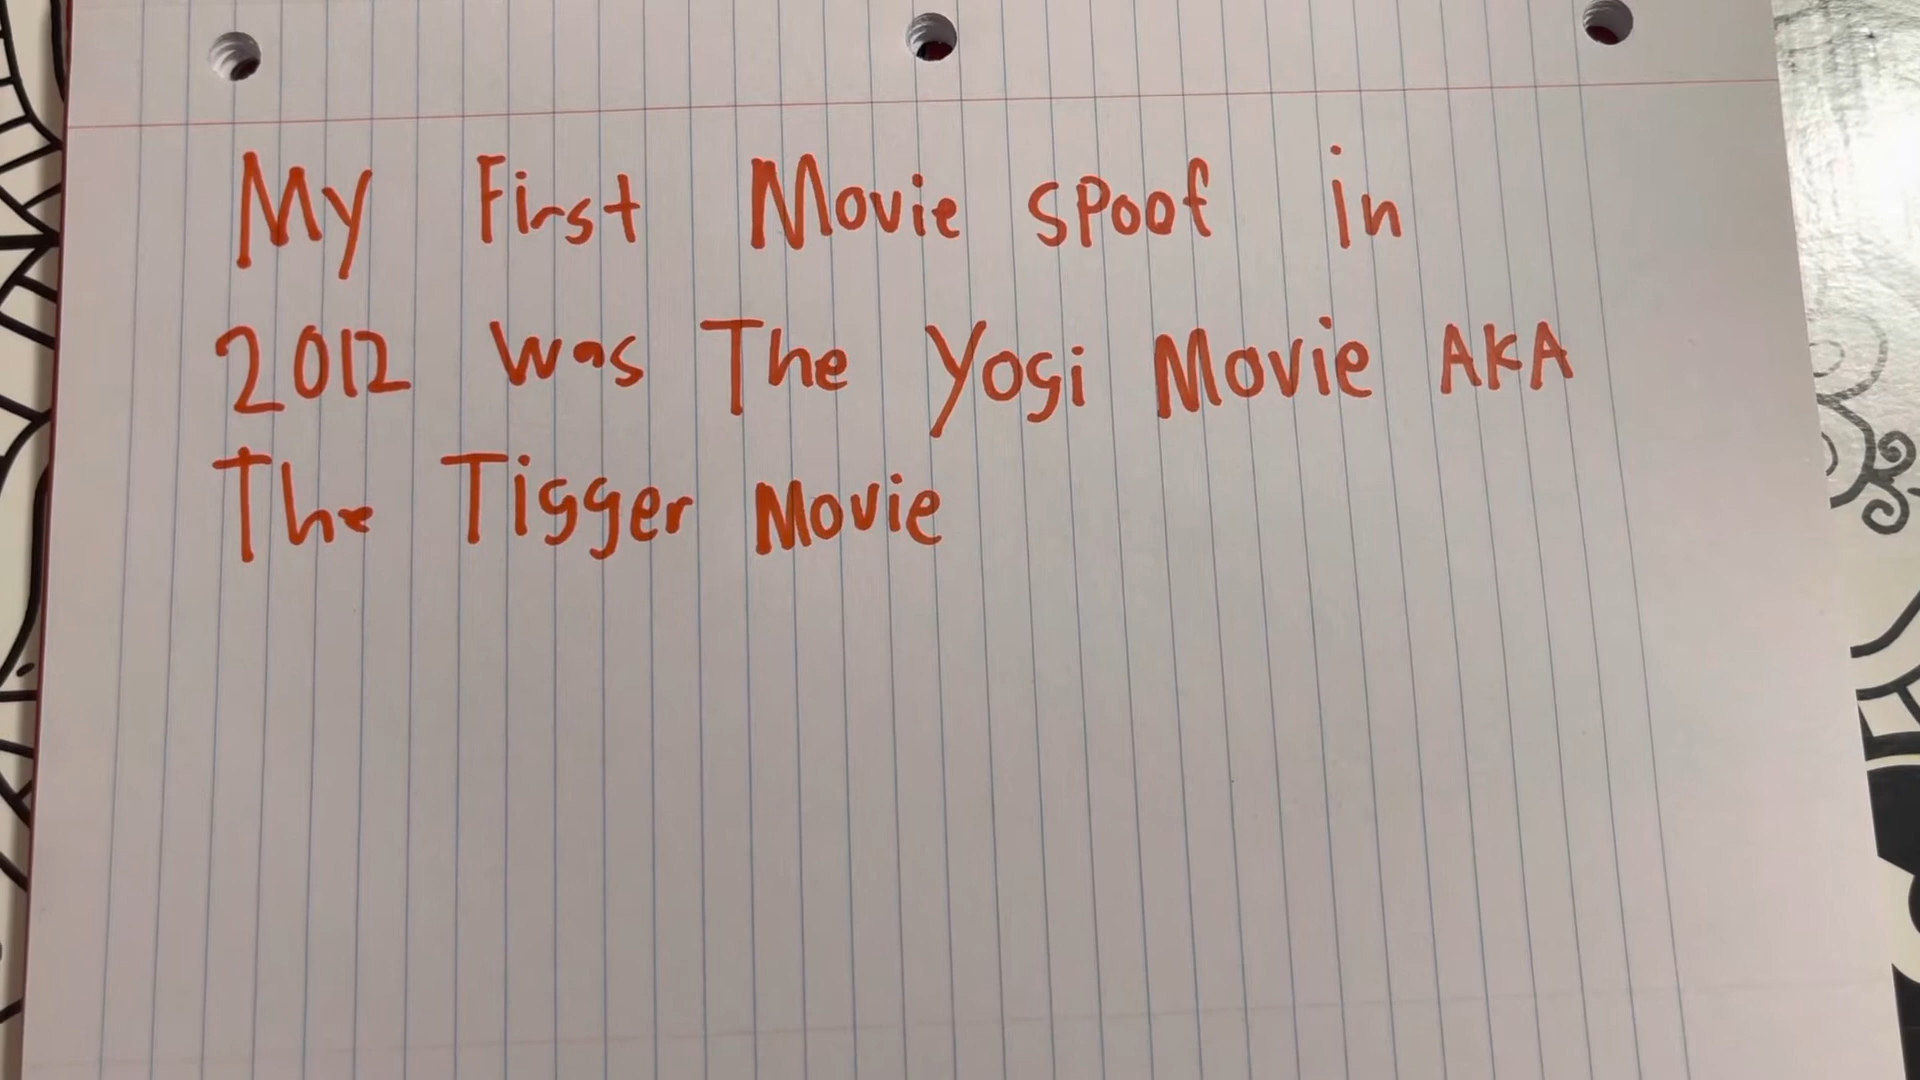 My First Movie spoof in
2012 was The Yogi Movie AKA
The Tigger Movie